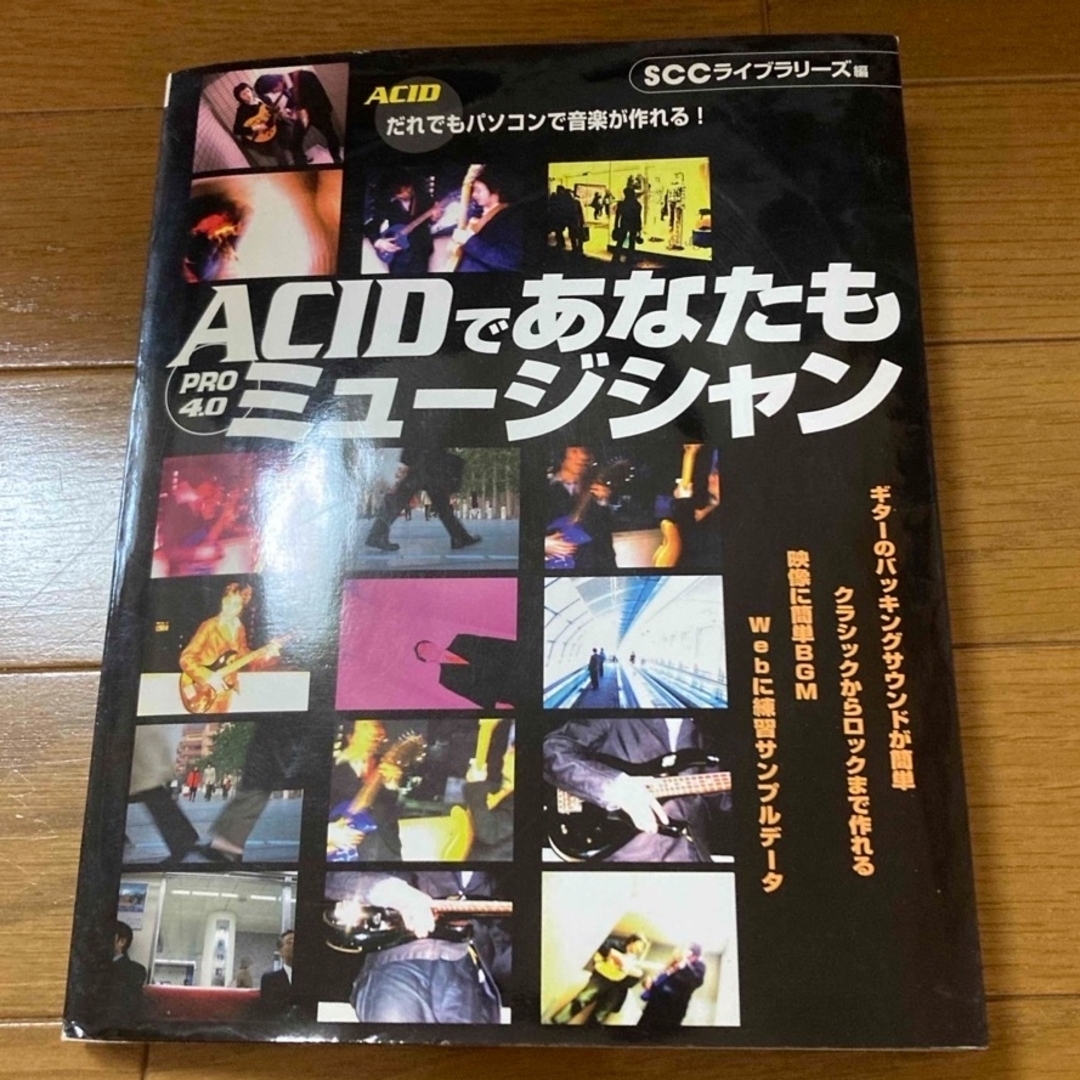 SCCライブラリーズ編
ACID
だれでもパソコンで音楽が作れる!
ACIDであなたも
PRO
4.0
ミュージシャン
ギターのバッキングサウンドが簡単
クラシックからロックまで作れる
映像に簡単BGM
Webに練習サンプルデータ